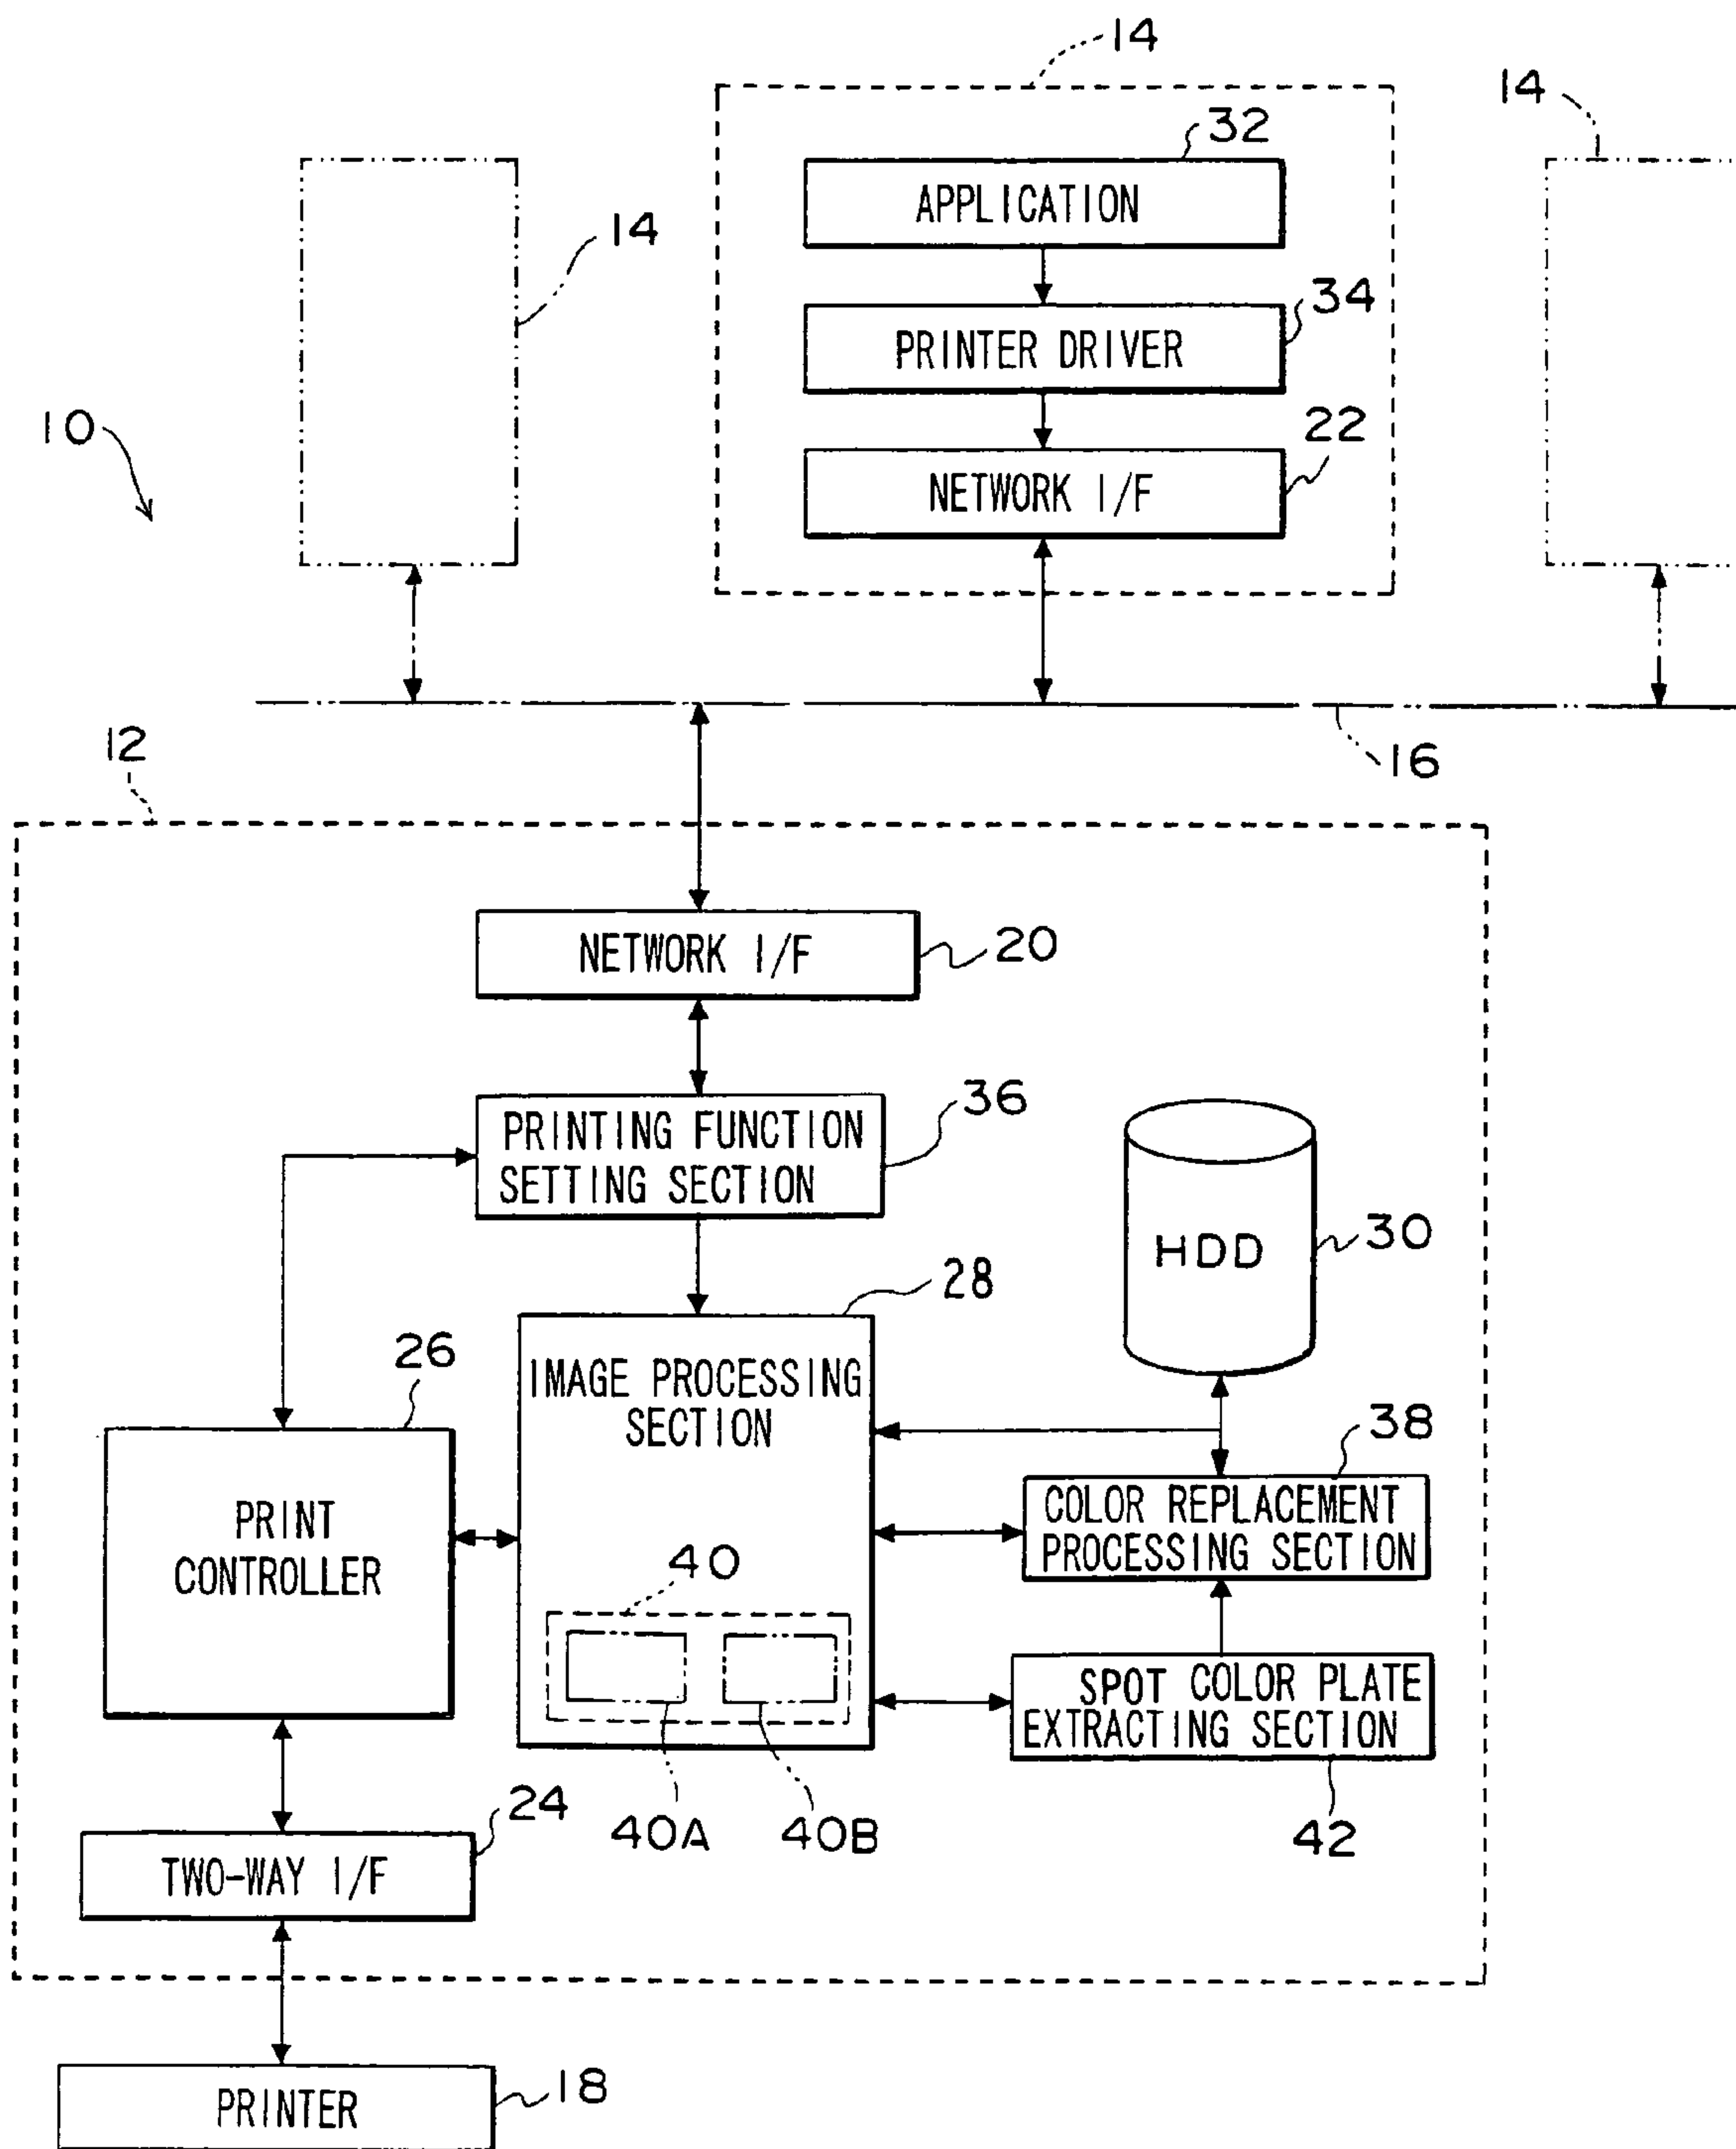 14
14
32
APPLICATION
14
34
PRINTER DRIVER
10
22
NETWORK I/F
12
16
NETWORK I/F
20
36
PRINTING FUNCTION
SETTING SECTION
HDD
30
28
26
IMAGE PROCESSING
SECTION
38
COLOR REPLACEMENT
PROCESSING SECTION
PRINT
CONTROLLER
40
SPOT COLOR PLATE
EXTRACTING SECTION
24
40A
40B
42
TWO-WAY I/F
18
PRINTER